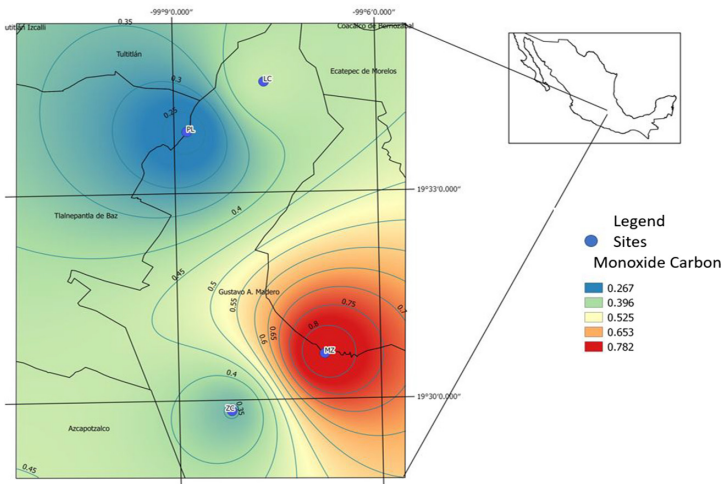 -99°9'0.000"
-99°6'0.000"
0.35
utitlán Izcalli
Coacalco de Berriozabal
Tultitlán
Ecatepec de Morelos
LC
0.3
0.25
PL
19°33'0.000"
0.4
Tlalnepantla de Baz
Legend
Sites
Monoxide Carbon
0.267
0.396
0.525
0.653
0.782
0.45
0.5
Gustavo A. Madero
0.55
0.75
0.7
0.8
0.65
0.6
MZ
0.4
19°30'0.000"
ZC
0.35
Azcapotzalco
0.45